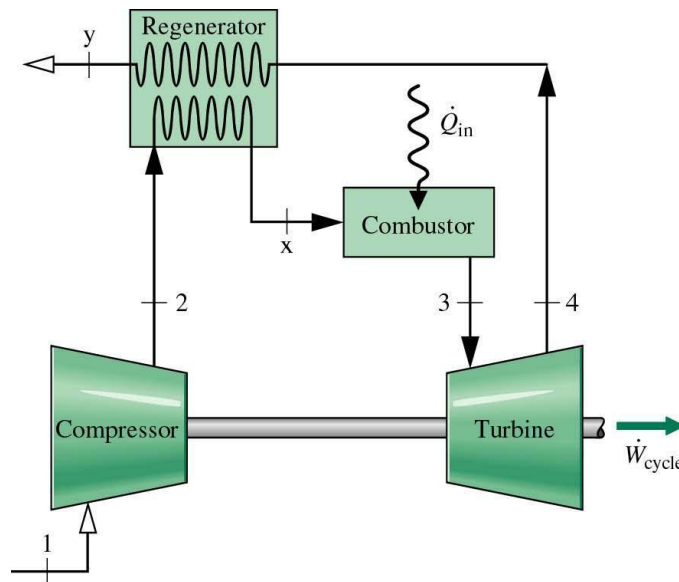 y
Regenerator
Q̇in
x
Combustor
2
3
4
Compressor
Turbine
Ẇcycle
1